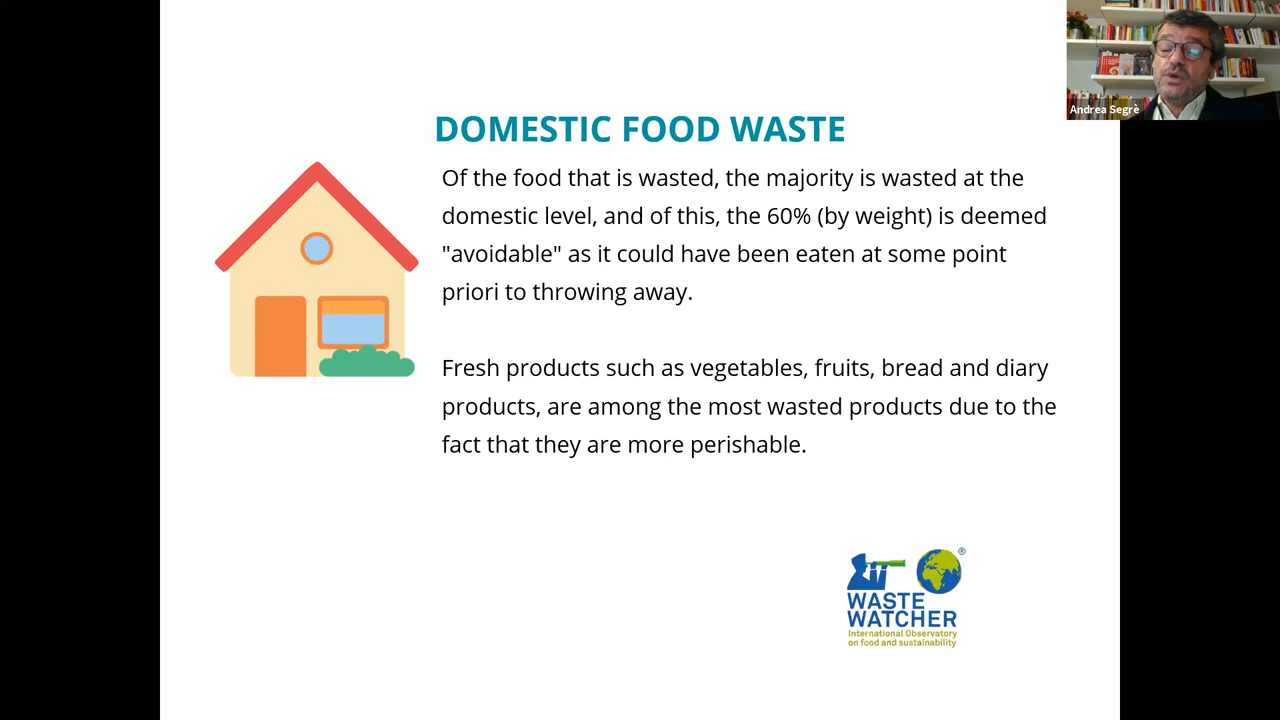 Andrea Segrè
DOMESTIC FOOD WASTE
Of the food that is wasted, the majority is wasted at the
domestic level, and of this, the 60% (by weight) is deemed
"avoidable" as it could have been eaten at some point
priori to throwing away.
Fresh products such as vegetables, fruits, bread and diary
products, are among the most wasted products due to the
fact that they are more perishable.
®
WASTE
WATCHER
International Observatory
on food and sustainability